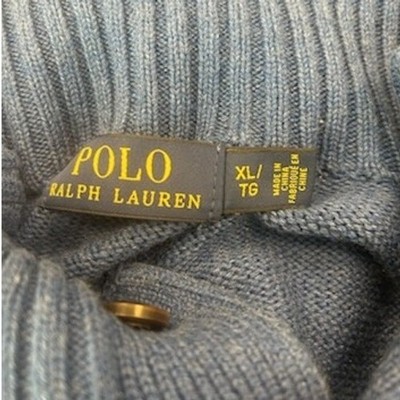 POLO
RALPH LAUREN
XL/
TG
MADE IN
CHINA
FABRIQUÉ EN
CHINE